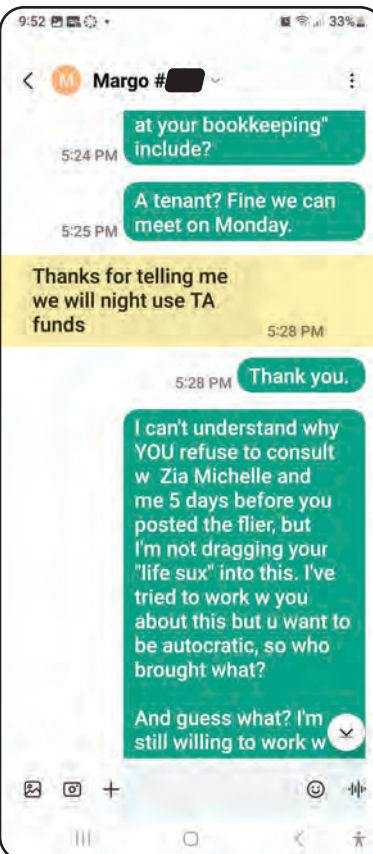 9:52
33%
M Margo #
at your bookkeeping"
include?
5:24 PM
A tenant? Fine we can
meet on Monday.
5:25 PM
Thanks for telling me
we will night use TA
funds
5:28 PM
5:28 PM
Thank you.
I can't understand why
YOU refuse to consult
w Zia Michelle and
me 5 days before you
posted the flier, but
I'm not dragging your
"life sux" into this. I've
tried to work w you
about this but u want to
be autocratic, so who
brought what?
And guess what? I'm
still willing to work w